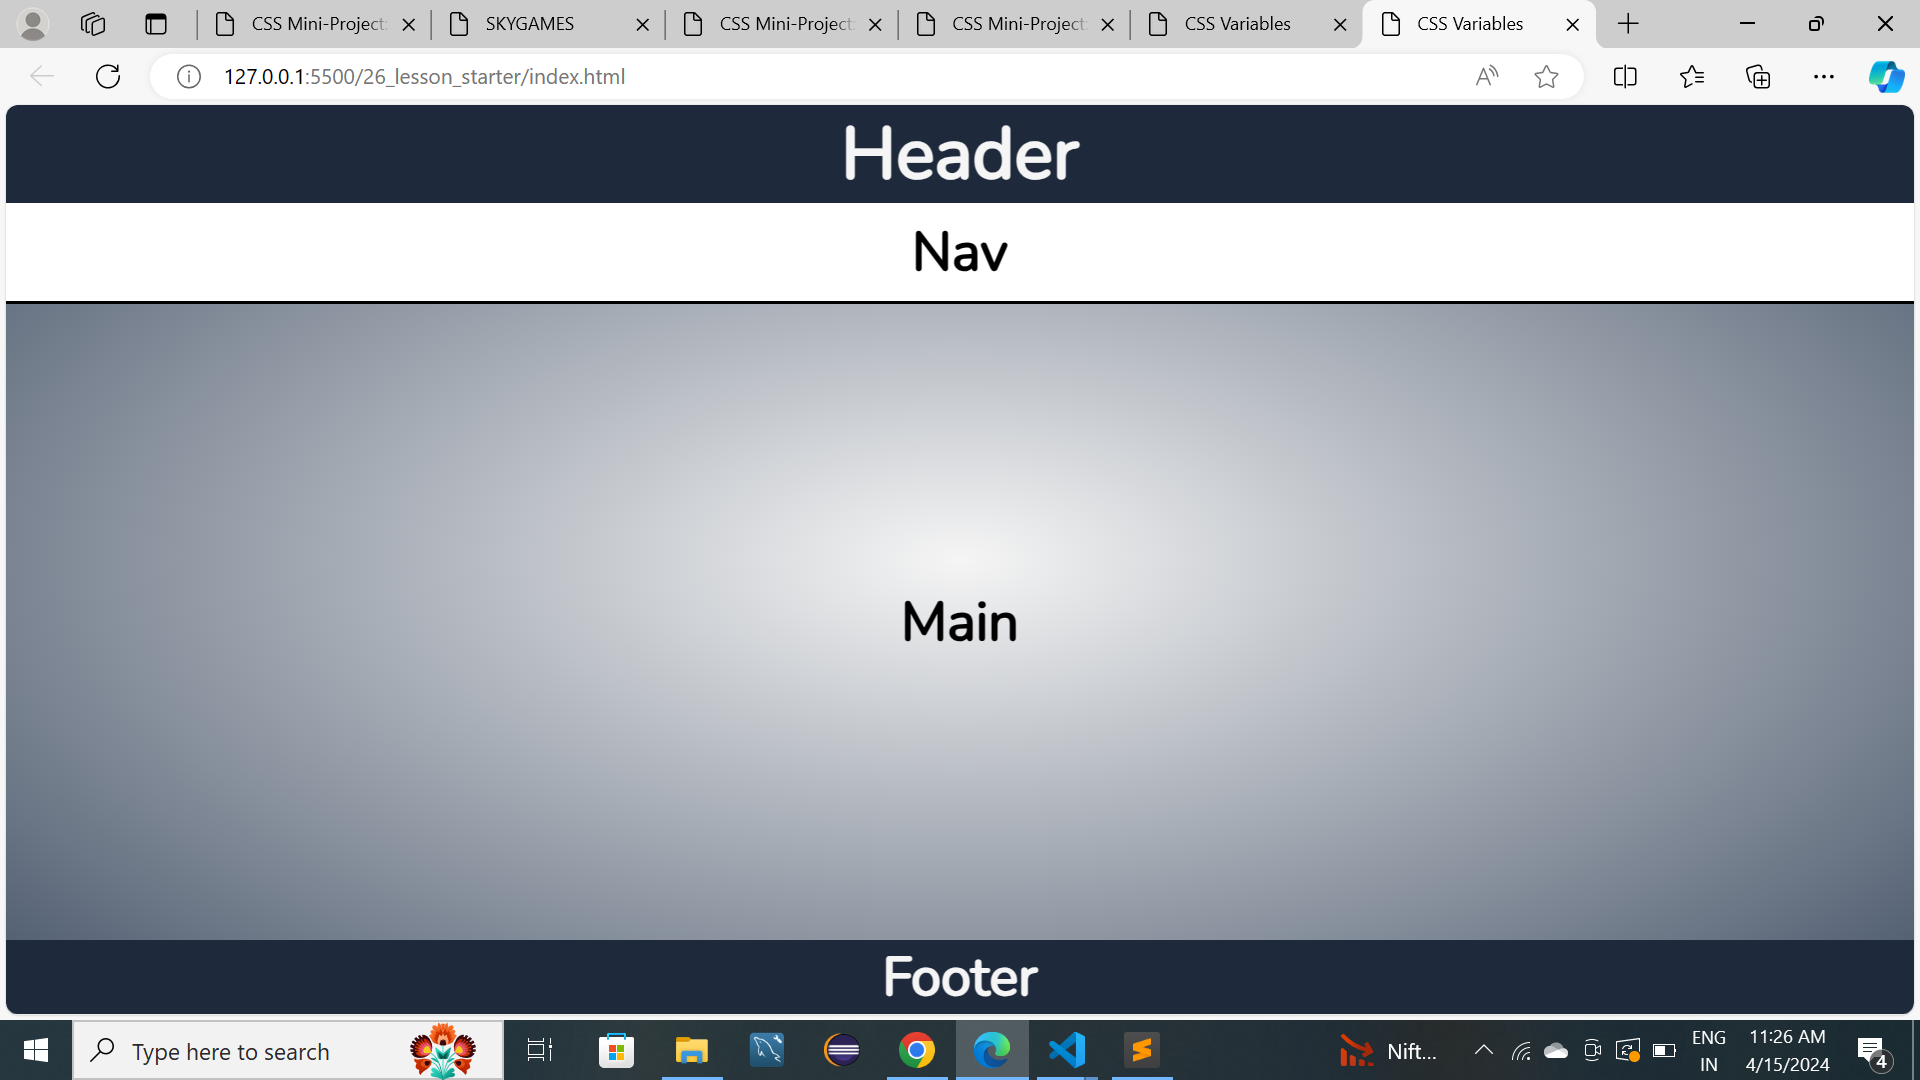 CSS Mini-Project
SKYGAMES
CSS Mini-Project
CSS Mini-Project
CSS Variables
CSS Variables
127.0.0.1:5500/26_lesson_starter/index.html
Header
Nav
Main
Footer
Type here to search
Nift...
ENG
IN
11:26 AM
4/15/2024
4